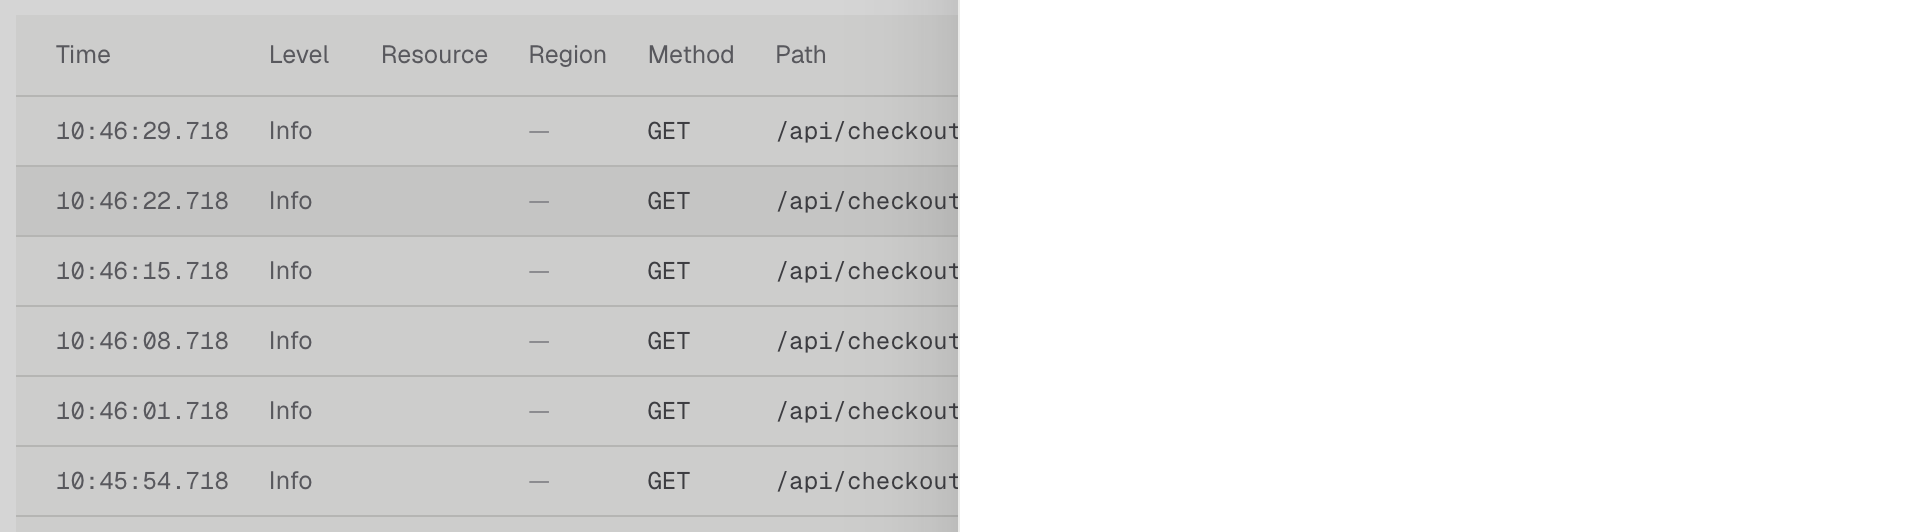 Time Level Resource Region Method Path
10:46:29.718 Info — GET /api/checkout
10:46:22.718 Info — GET /api/checkout
10:46:15.718 Info — GET /api/checkout
10:46:08.718 Info — GET /api/checkout
10:46:01.718 Info — GET /api/checkout
10:45:54.718 Info — GET /api/checkout